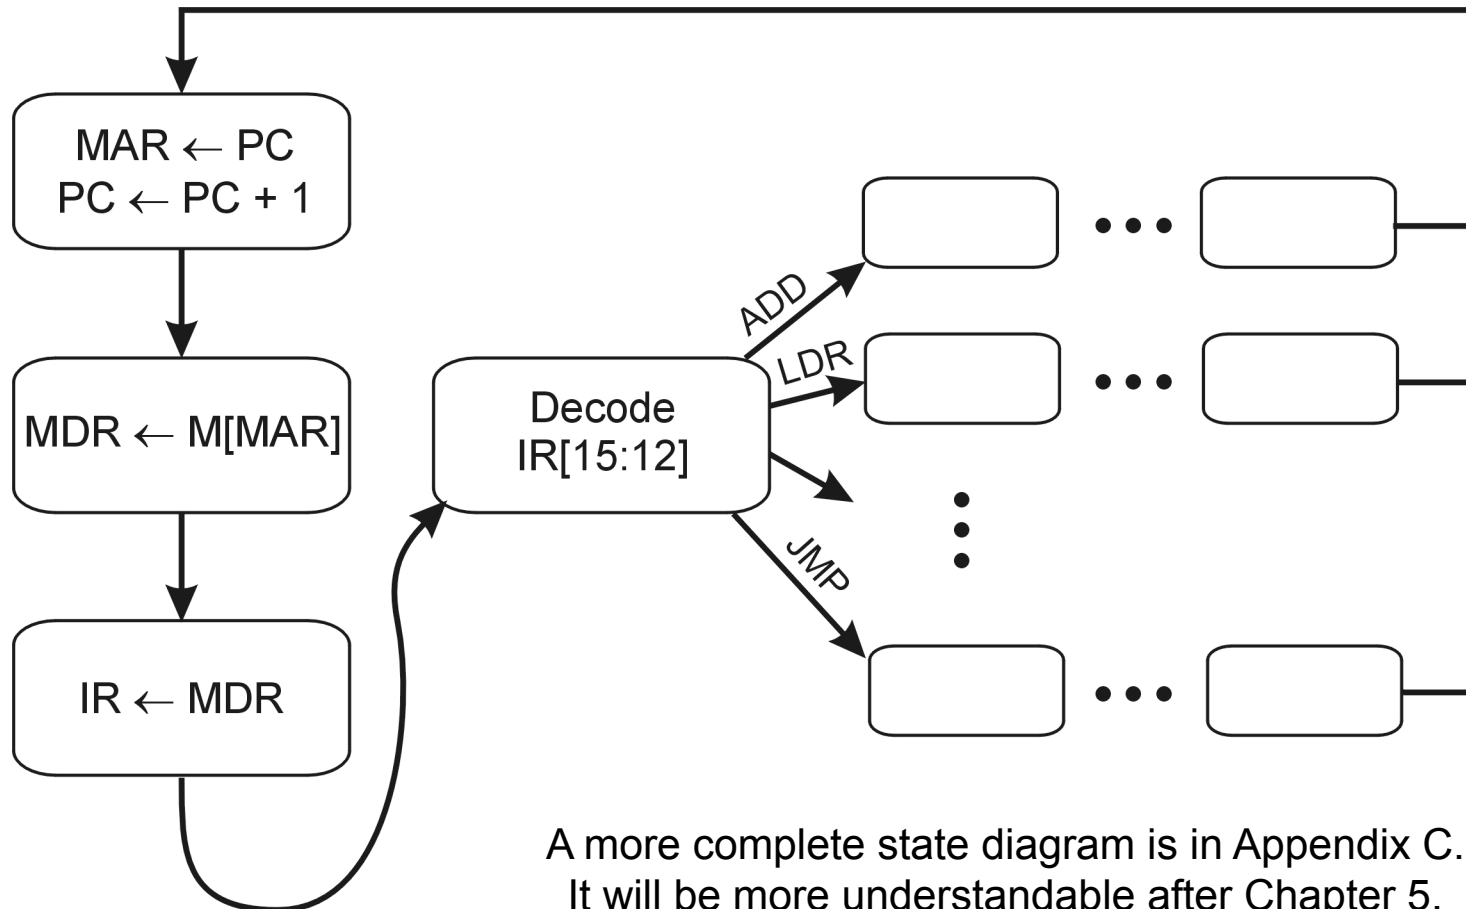 MAR ← PC
PC ← PC + 1
MDR ← M[MAR]
IR ← MDR
Decode
IR[15:12]
ADD
LDR
JMP
A more complete state diagram is in Appendix C.
It will be more understandable after Chapter 5.